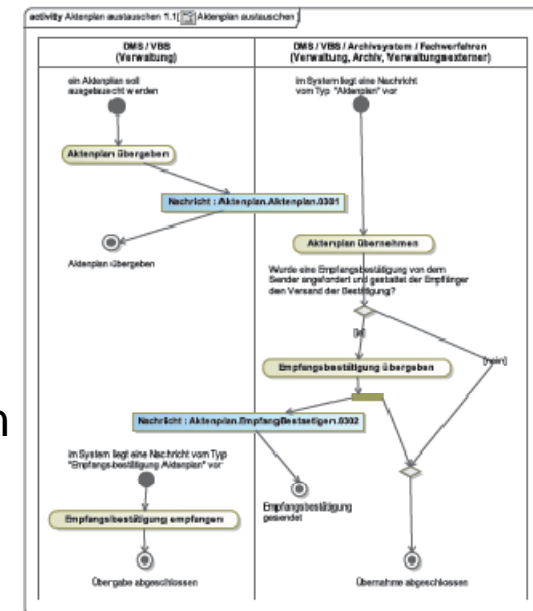 activity Aktenplan austauschen 1.1[ Aktenplan austauschen ]
DMS / VBS
(Verwaltung)
DMS / VBS / Archivsystem / Fachverfahren
(Verwaltung, Archiv, Verwaltungsexterner)
ein Aktenplan soll
ausgetauscht werden
im System liegt eine Nachricht
vom Typ "Aktenplan" vor
Aktenplan übergeben
Nachricht : Aktenplan.Aktenplan.0301
Aktenplan übergeben
Aktenplan übernehmen
Wurde eine Empfangsbestätigung von dem
Sender angefordert und gestattet der Empfänger
den Versand der Bestätigung?
[ja]
[nein]
Empfangsbestätigung übergeben
n
Nachricht : Aktenplan.EmpfangBestaetigen.0302
im System liegt eine Nachricht vom Typ
"Empfangsbestätigung Aktenplan" vor
Empfangsbestätigung
gesendet
Empfangsbestätigung empfangen
Übergabe abgeschlossen
Übernahme abgeschlossen